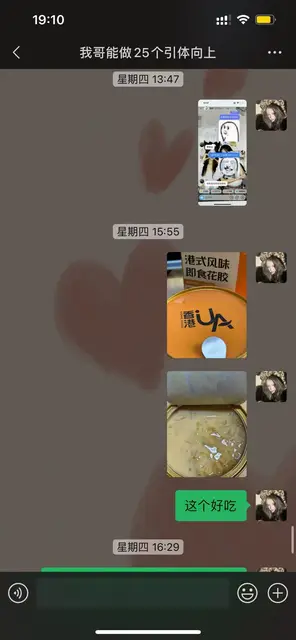 19:10
我哥能做25个引体向上
星期四 13:47
星期四 15:55
港式风味
即食花胶
香港
这个好吃
星期四 16:29